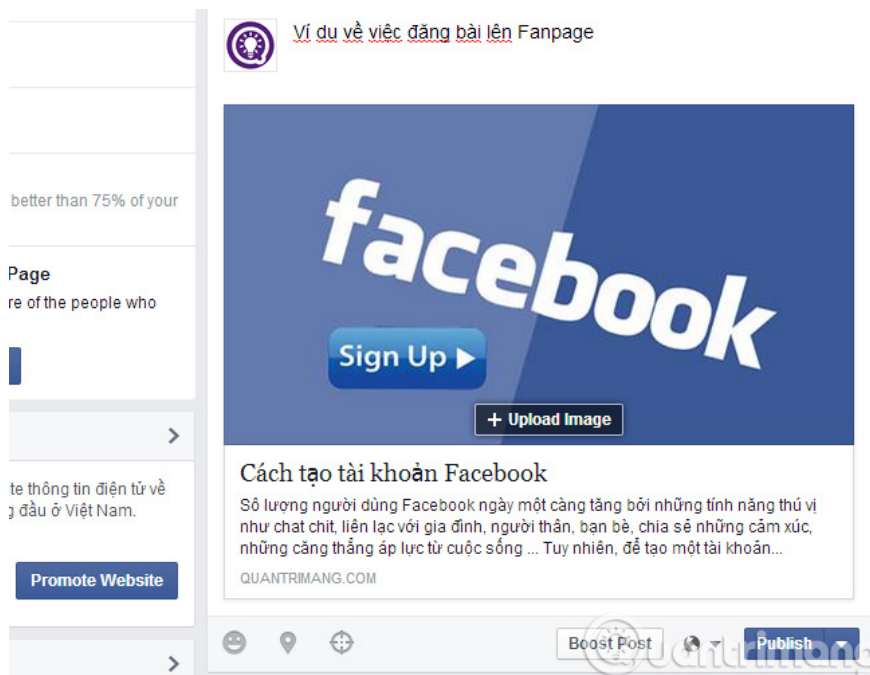 Ví dụ về việc đăng bài lên Fanpage
better than 75% of your
Page
re of the people who
te thông tin điện tử về
g đầu ở Việt Nam.
Promote Website
facebook
Sign Up
+ Upload Image
Cách tạo tài khoản Facebook
Số lượng người dùng Facebook ngày một càng tăng bởi những tính năng thú vị
như chat chit, liên lạc với gia đình, người thân, bạn bè, chia sẻ những cảm xúc,
những căng thẳng áp lực từ cuộc sống ... Tuy nhiên, để tạo một tài khoản...
QUANTRIMANG.COM
Boost Post
Publish
Quantrimang